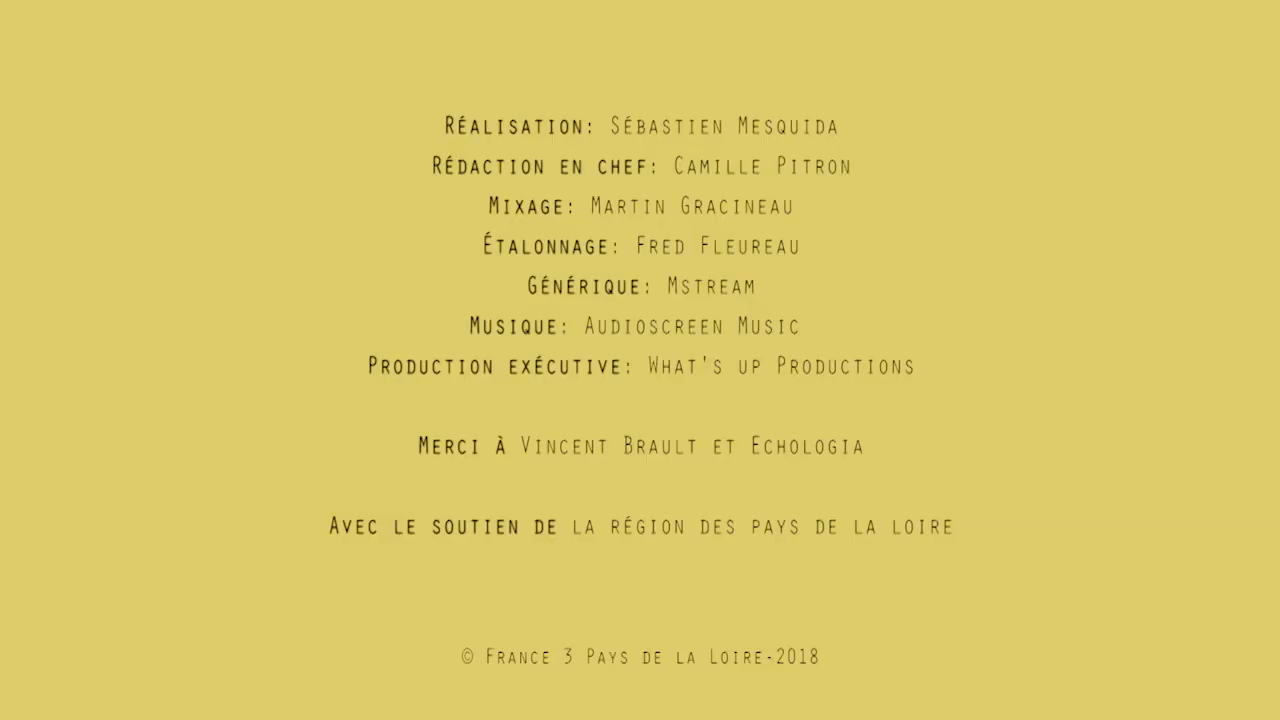 Réalisation: Sébastien Mesquida
Rédaction en chef: Camille Pitron
Mixage: Martin Gracineau
Étalonnage: Fred Fleureau
Générique: Mstream
Musique: Audioscreen Music
Production exécutive: What's up Productions
Merci à Vincent Brault et Echologia
Avec le soutien de la région des pays de la loire
© France 3 Pays de la Loire-2018